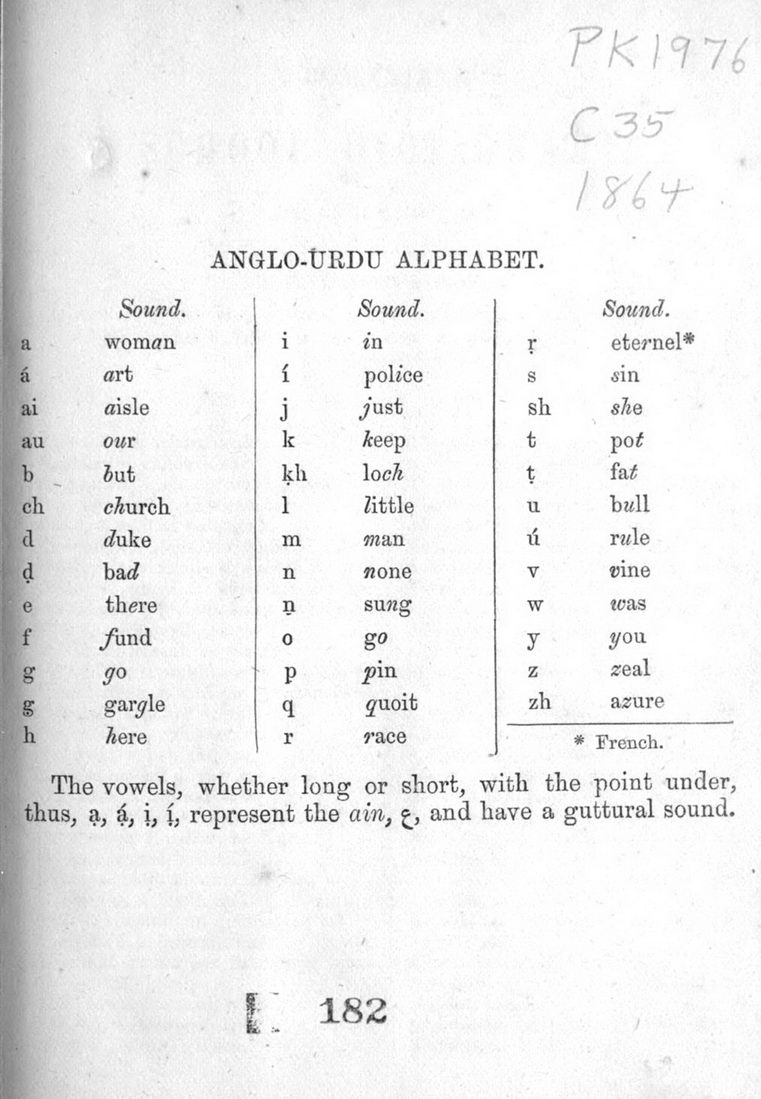 PK1976
C35
1864
ANGLO-URDU ALPHABET.
Sound. Sound. Sound.
a woman i in ṛ eternel*
á art í police s sin
ai aisle j just sh she
au our k keep t pot
b but ḳh loch ṭ fat
ch church l little u bull
d duke m man ú rule
ḍ bad n none v vine
e there ṇ sung w was
f fund o go y you
g go p pin z zeal
g gargle q quoit zh azure
h here r race * French.
The vowels, whether long or short, with the point under,
thus, ạ, ạ́, ị, ị́, represent the ain, ع, and have a guttural sound.
182